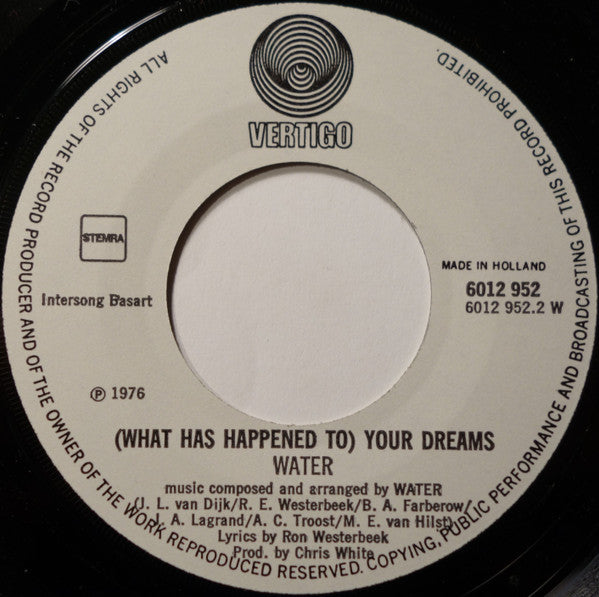 VERTIGO
ALL RIGHTS OF THE RECORD PRODUCER AND OF THE OWNER OF THE WORK REPRODUCED RESERVED. COPYING, PUBLIC PERFORMANCE AND BROADCASTING OF THIS RECORD PROHIBITED.
STEMRA
MADE IN HOLLAND
6012 952
6012 952.2 W
Intersong Basart
℗ 1976
(WHAT HAS HAPPENED TO) YOUR DREAMS
WATER
music composed and arranged by WATER
(J. L. van Dijk/R. E. Westerbeek/B. A. Farberow/
L. A. Lagrand/A. C. Troost/M. E. van Hilst)
Lyrics by Ron Westerbeek
Prod. by Chris White